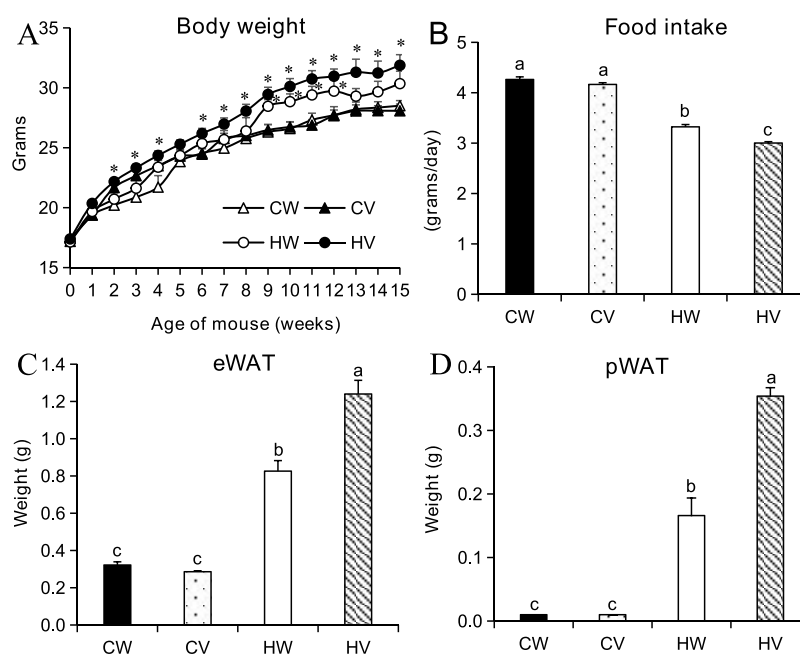 A
Body weight
35
30
25
20
15
Grams
* * * * * * * * * * * * *
* * * *
CW CV
HW HV
0 1 2 3 4 5 6 7 8 9 10 11 12 13 14 15
Age of mouse (weeks)
B
Food intake
5
4
3
2
1
0
(grams/day)
a a b c
CW CV HW HV
C
eWAT
1.4
1.2
1.0
0.8
0.6
0.4
0.2
0.0
Weight (g)
c c b a
CW CV HW HV
D
pWAT
0.4
0.3
0.2
0.1
0.0
Weight (g)
c c b a
CW CV HW HV